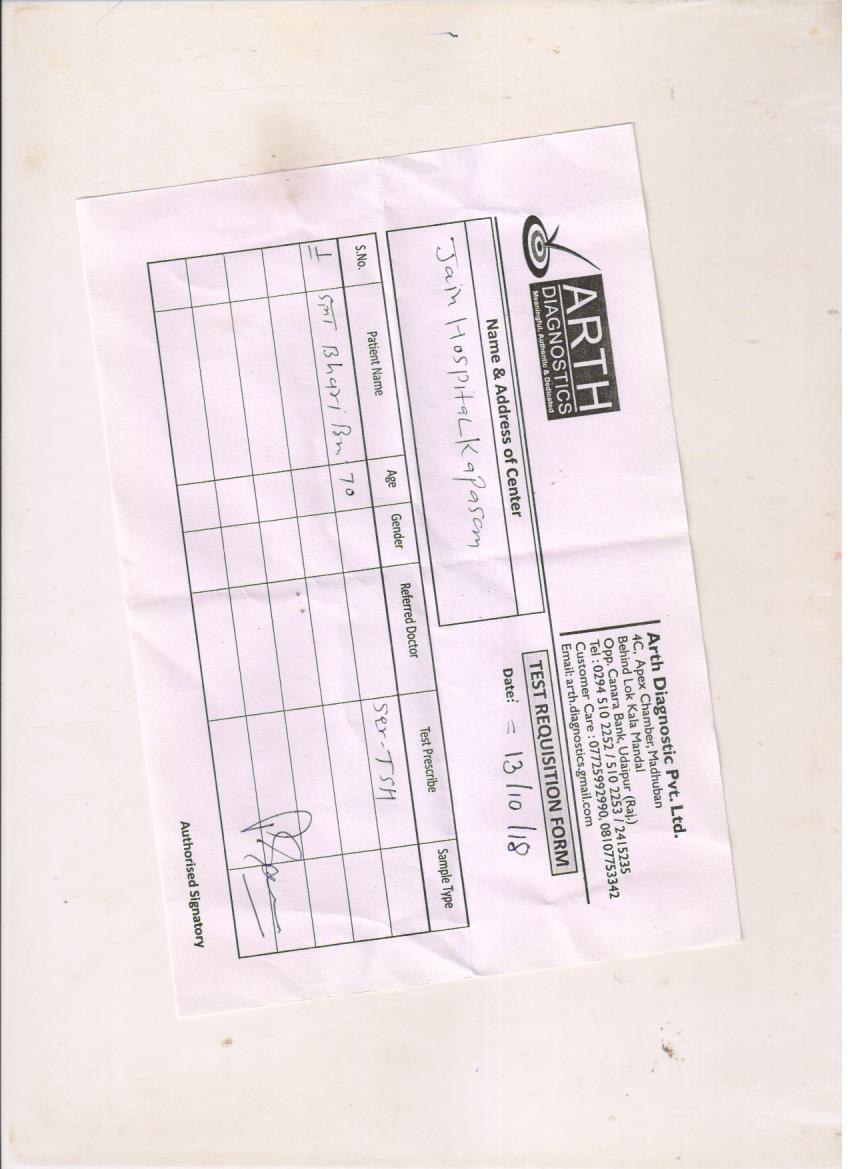 ARTH
DIAGNOSTICS
Meaningful, Authentic & Dedicated
Arth Diagnostic Pvt. Ltd.
4C, Apex Chamber, Madhuban
Behind Lok Kala Mandal
Opp. Canara Bank, Udaipur (Raj.)
Tel : 0294 510 2252 / 510 2253 / 2415235
Customer Care : 07725992990, 08107753342
Email: arth.diagnostics.gmail.com
Name & Address of Center
Jain Hospital Kapasem
TEST REQUISITION FORM
Date: = 13/10/18
S.No. Patient Name Age Gender Referred Doctor Test Prescribe Sample Type
1 SMT Bhari 70 Ser-TSH
Authorised Signatory